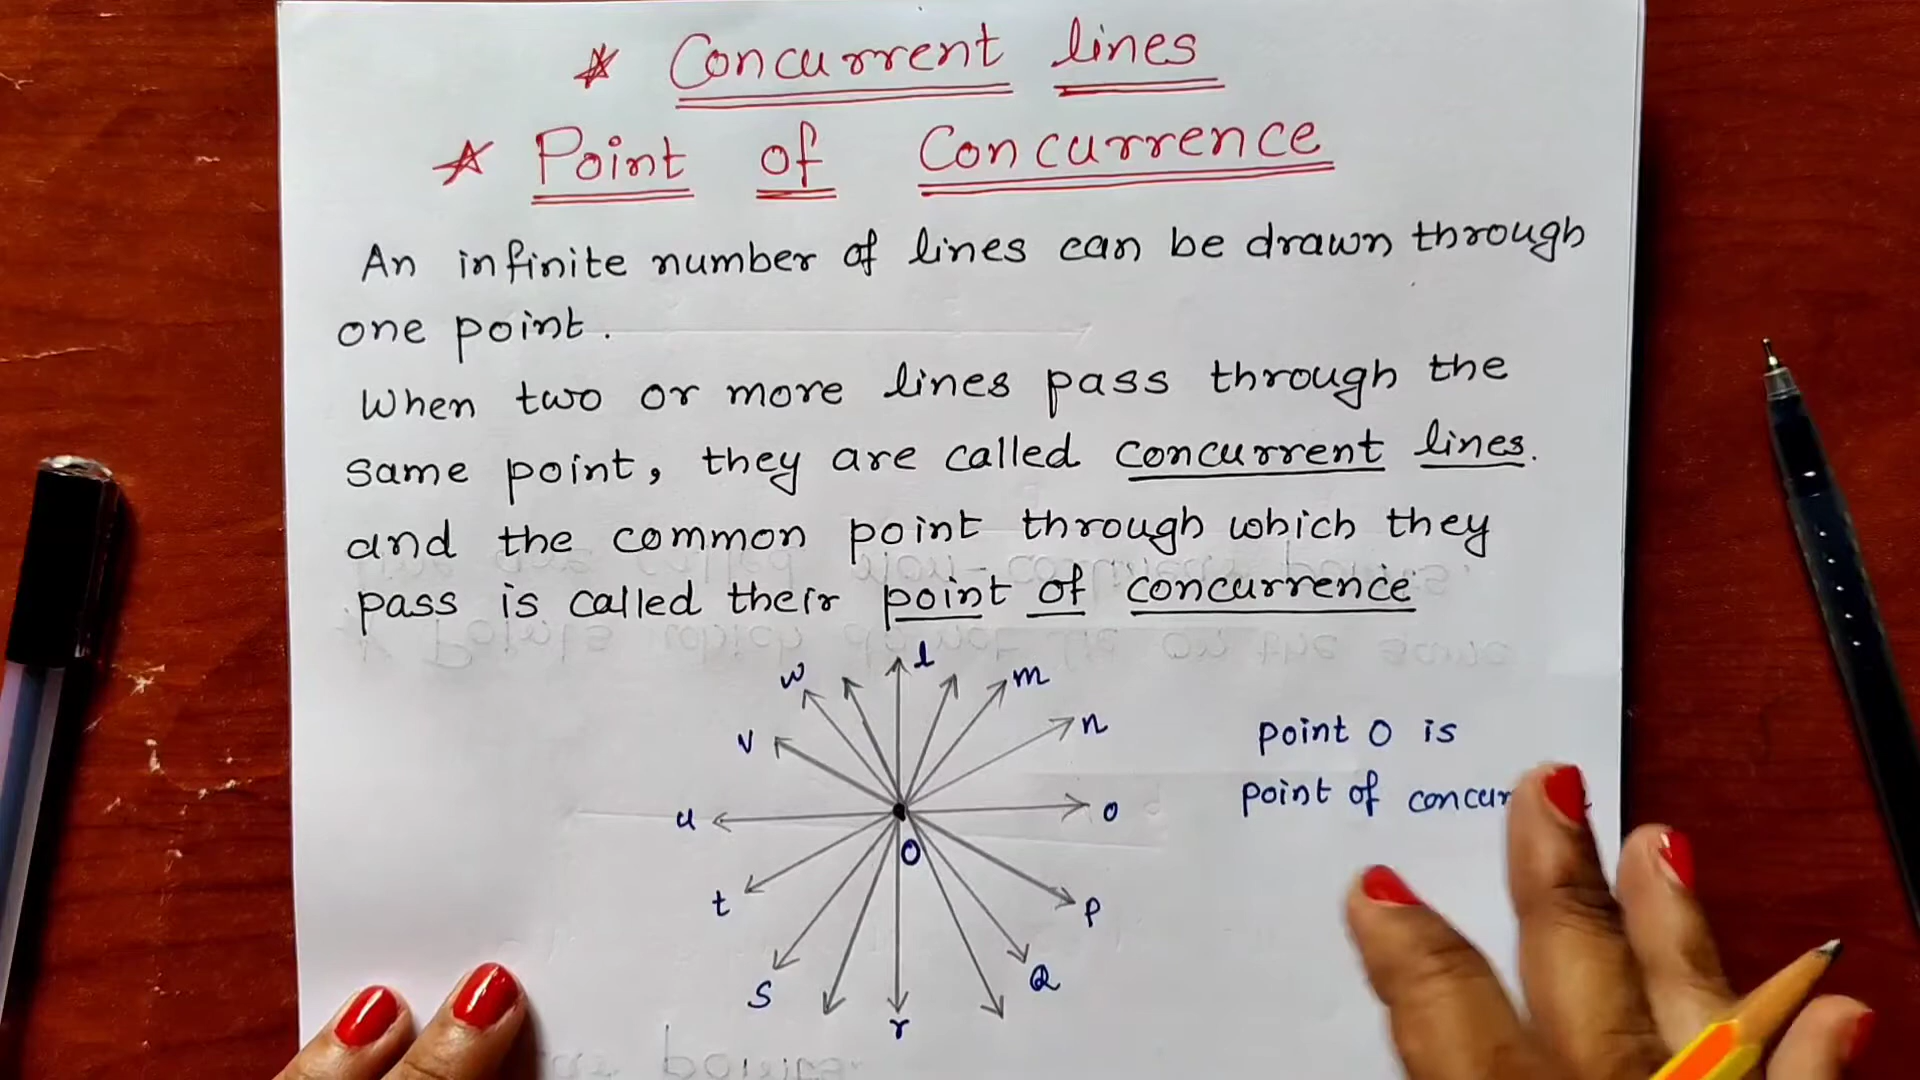 * Concurrent lines
* Point of Concurrence
An infinite number of lines can be drawn through
one point.
When two or more lines pass through the
same point, they are called concurrent lines.
and the common point through which they
pass is called their point of concurrence
l
w
m
v
n
point O is
point of
u
o
O
t
p
S
Q
r